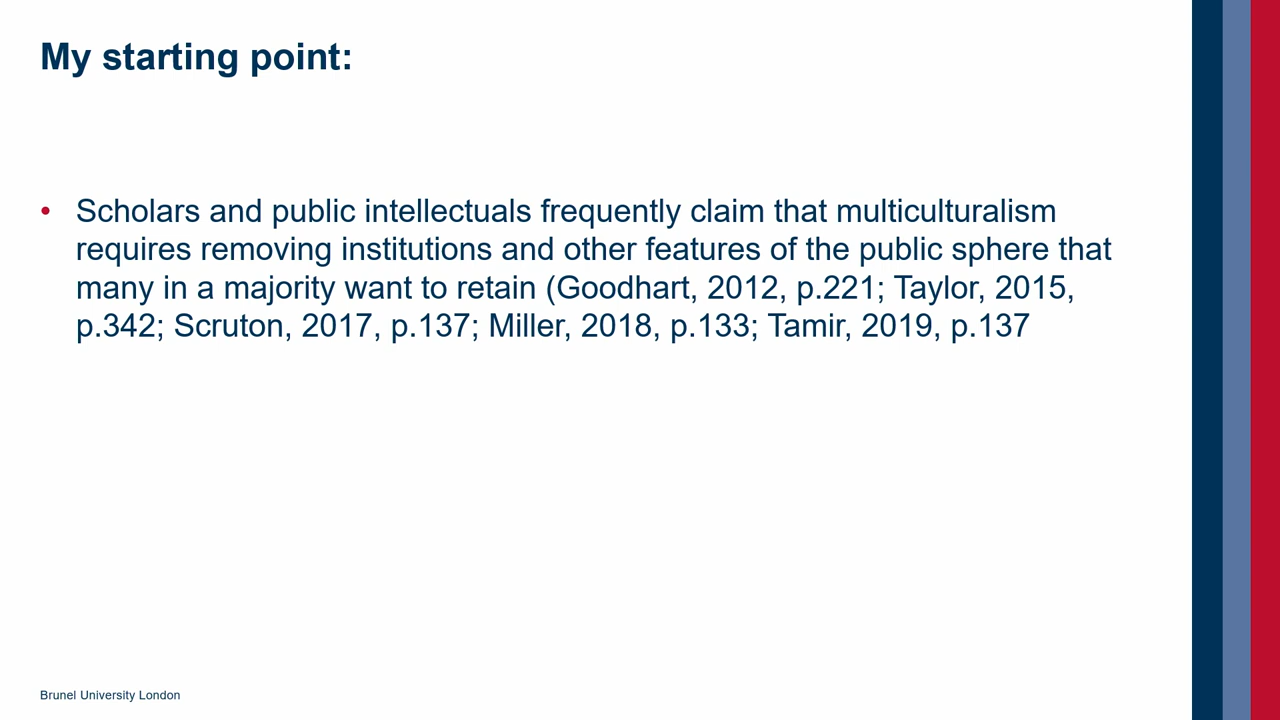 My starting point:
• Scholars and public intellectuals frequently claim that multiculturalism
requires removing institutions and other features of the public sphere that
many in a majority want to retain (Goodhart, 2012, p.221; Taylor, 2015,
p.342; Scruton, 2017, p.137; Miller, 2018, p.133; Tamir, 2019, p.137
Brunel University London